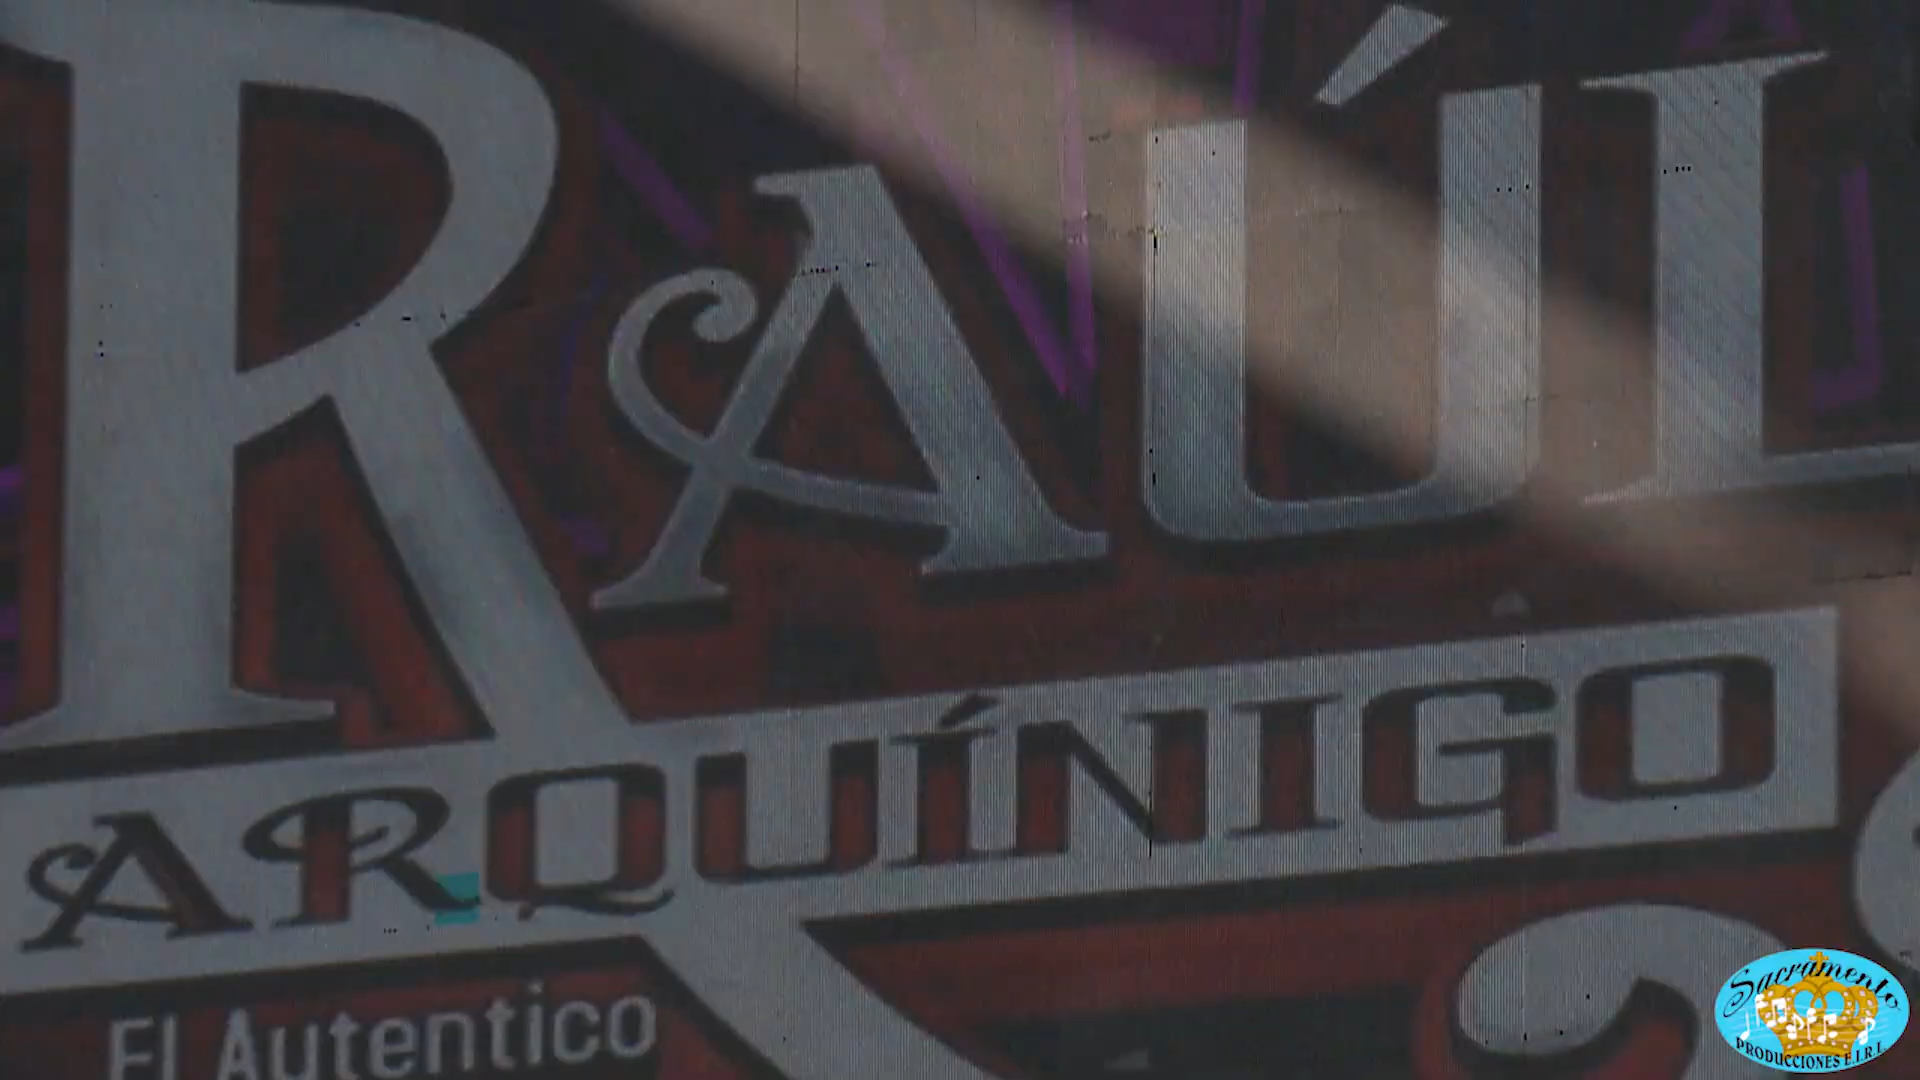 RAÚL
ARQUÍNIGO
El Autentico
Sacramento
PRODUCCIONES E.I.R.L.